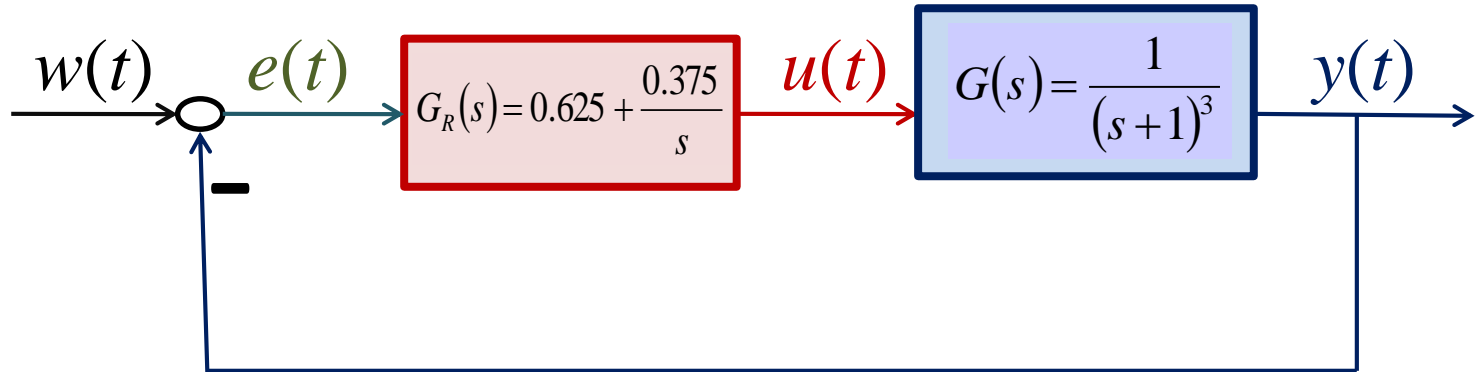 w(t)
e(t)
G_R(s) = 0.625 + 0.375/s
u(t)
G(s) = 1/(s+1)^3
y(t)
-